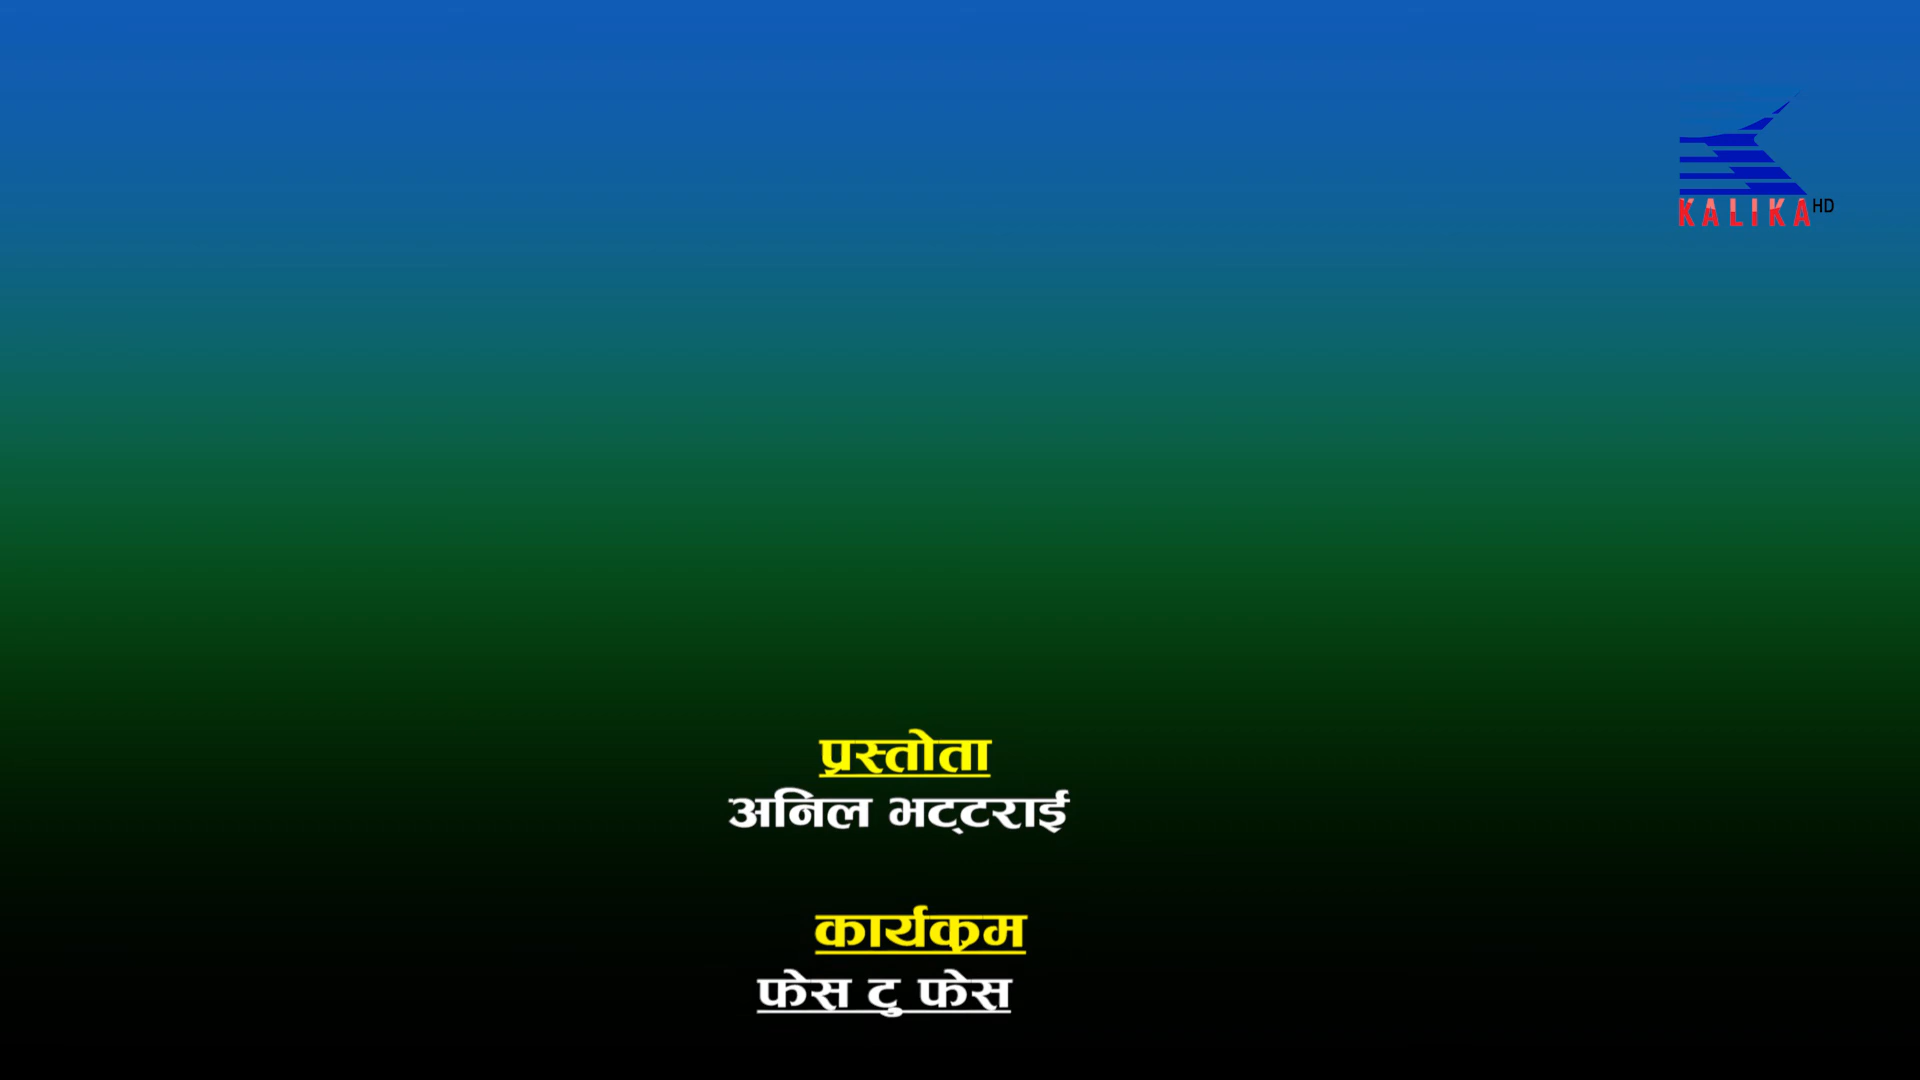 KALIKA HD
प्रस्तोता
अनिल भट्टराई
कार्यक्रम
फेस टु फेस